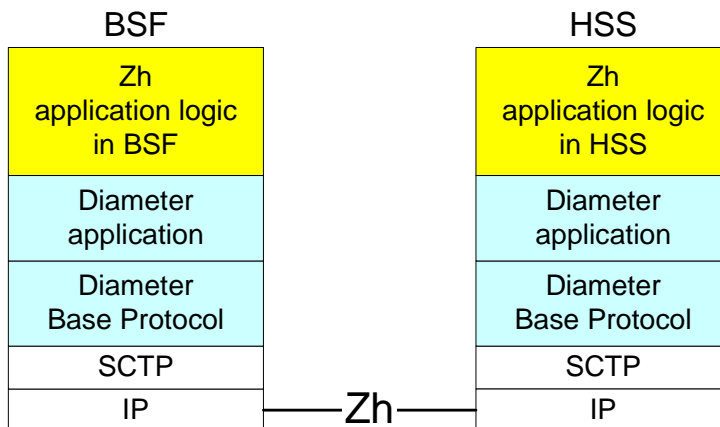 BSF
Zh
application logic
in BSF
Diameter
application
Diameter
Base Protocol
SCTP
IP
Zh
HSS
Zh
application logic
in HSS
Diameter
application
Diameter
Base Protocol
SCTP
IP